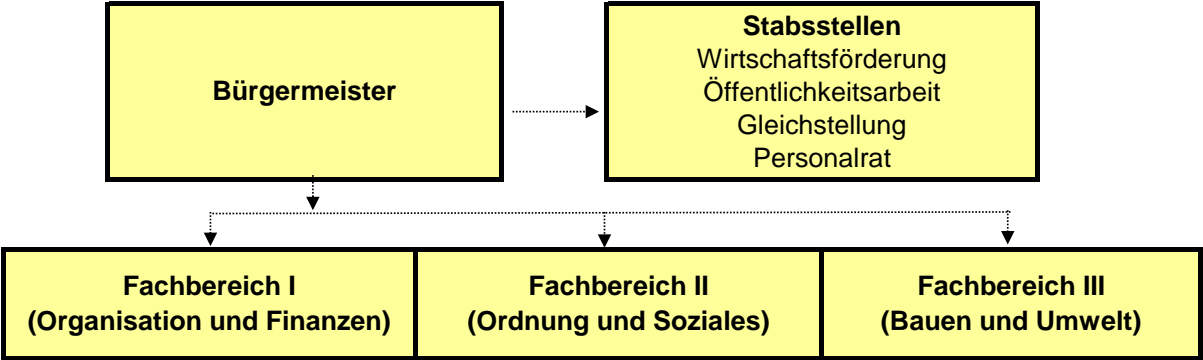 Bürgermeister
Stabsstellen
Wirtschaftsförderung
Öffentlichkeitsarbeit
Gleichstellung
Personalrat
Fachbereich I
(Organisation und Finanzen)
Fachbereich II
(Ordnung und Soziales)
Fachbereich III
(Bauen und Umwelt)